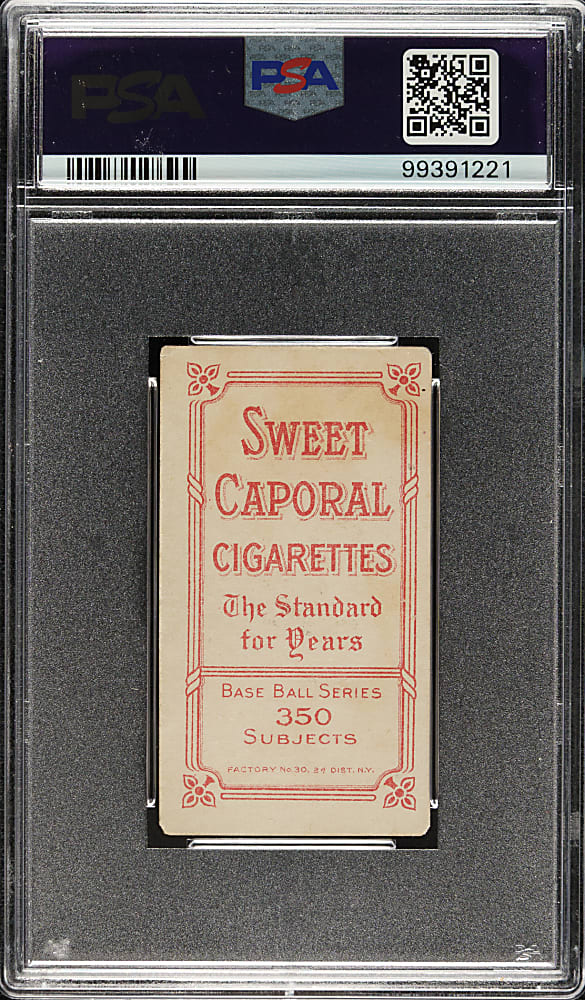 PSA
PSA
99391221
SWEET
CAPORAL
CIGARETTES
The Standard
for Years
BASE BALL SERIES
350
SUBJECTS
FACTORY No. 30, 2d DIST. N.Y.